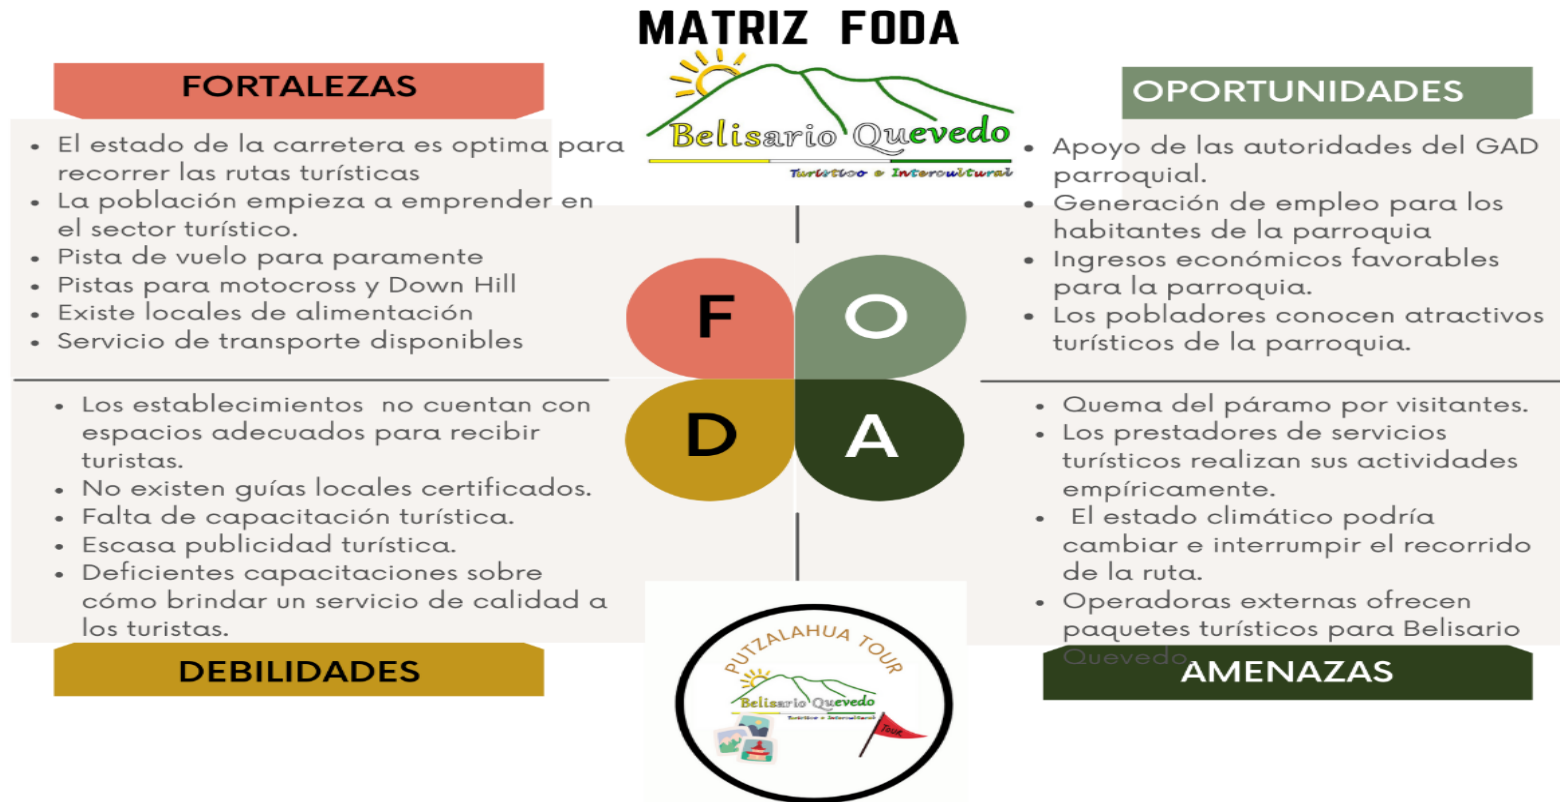 MATRIZ FODA
Belisario Quevedo
Turístico e Intercultural
FORTALEZAS
• El estado de la carretera es optima para
recorrer las rutas turísticas
• La población empieza a emprender en
el sector turístico.
• Pista de vuelo para paramente
• Pistas para motocross y Down Hill
• Existe locales de alimentación
• Servicio de transporte disponibles
OPORTUNIDADES
• Apoyo de las autoridades del GAD
parroquial.
• Generación de empleo para los
habitantes de la parroquia
• Ingresos económicos favorables
para la parroquia.
• Los pobladores conocen atractivos
turísticos de la parroquia.
F
O
D
A
• Los establecimientos no cuentan con
espacios adecuados para recibir
turistas.
• No existen guías locales certificados.
• Falta de capacitación turística.
• Escasa publicidad turística.
• Deficientes capacitaciones sobre
cómo brindar un servicio de calidad a
los turistas.
DEBILIDADES
• Quema del páramo por visitantes.
• Los prestadores de servicios
turísticos realizan sus actividades
empíricamente.
• El estado climático podría
cambiar e interrumpir el recorrido
de la ruta.
• Operadoras externas ofrecen
paquetes turísticos para Belisario
Quevedo.
AMENAZAS
PUTZALAHUA TOUR
Belisario Quevedo
Turístico e Intercultural
Tour